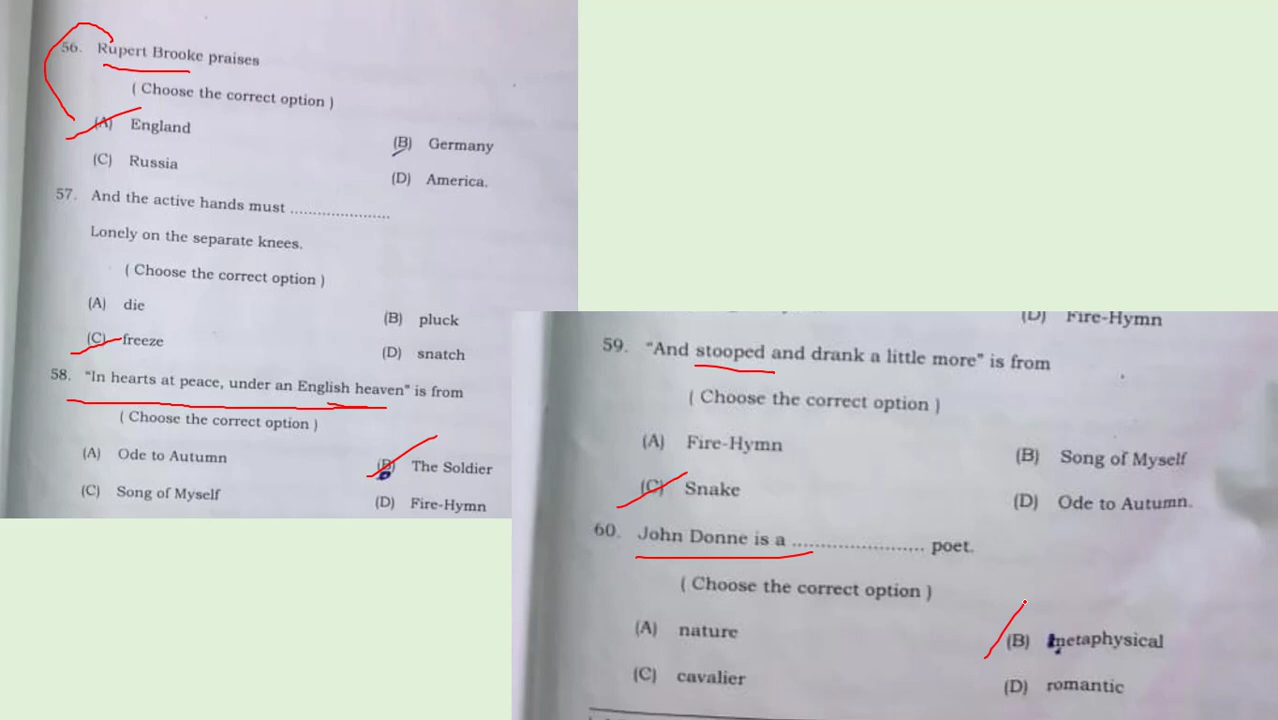 56. Rupert Brooke praises
( Choose the correct option )
(A) England
(B) Germany
(C) Russia
(D) America.
57. And the active hands must ......................
Lonely on the separate knees.
( Choose the correct option )
(A) die
(B) pluck
(C) freeze
(D) snatch
58. "In hearts at peace, under an English heaven" is from
( Choose the correct option )
(A) Ode to Autumn
(B) The Soldier
(C) Song of Myself
(D) Fire-Hymn
(D) Fire-Hymn
59. "And stooped and drank a little more" is from
( Choose the correct option )
(A) Fire-Hymn
(B) Song of Myself
(C) Snake
(D) Ode to Autumn.
60. John Donne is a ...................... poet.
( Choose the correct option )
(A) nature
(B) metaphysical
(C) cavalier
(D) romantic